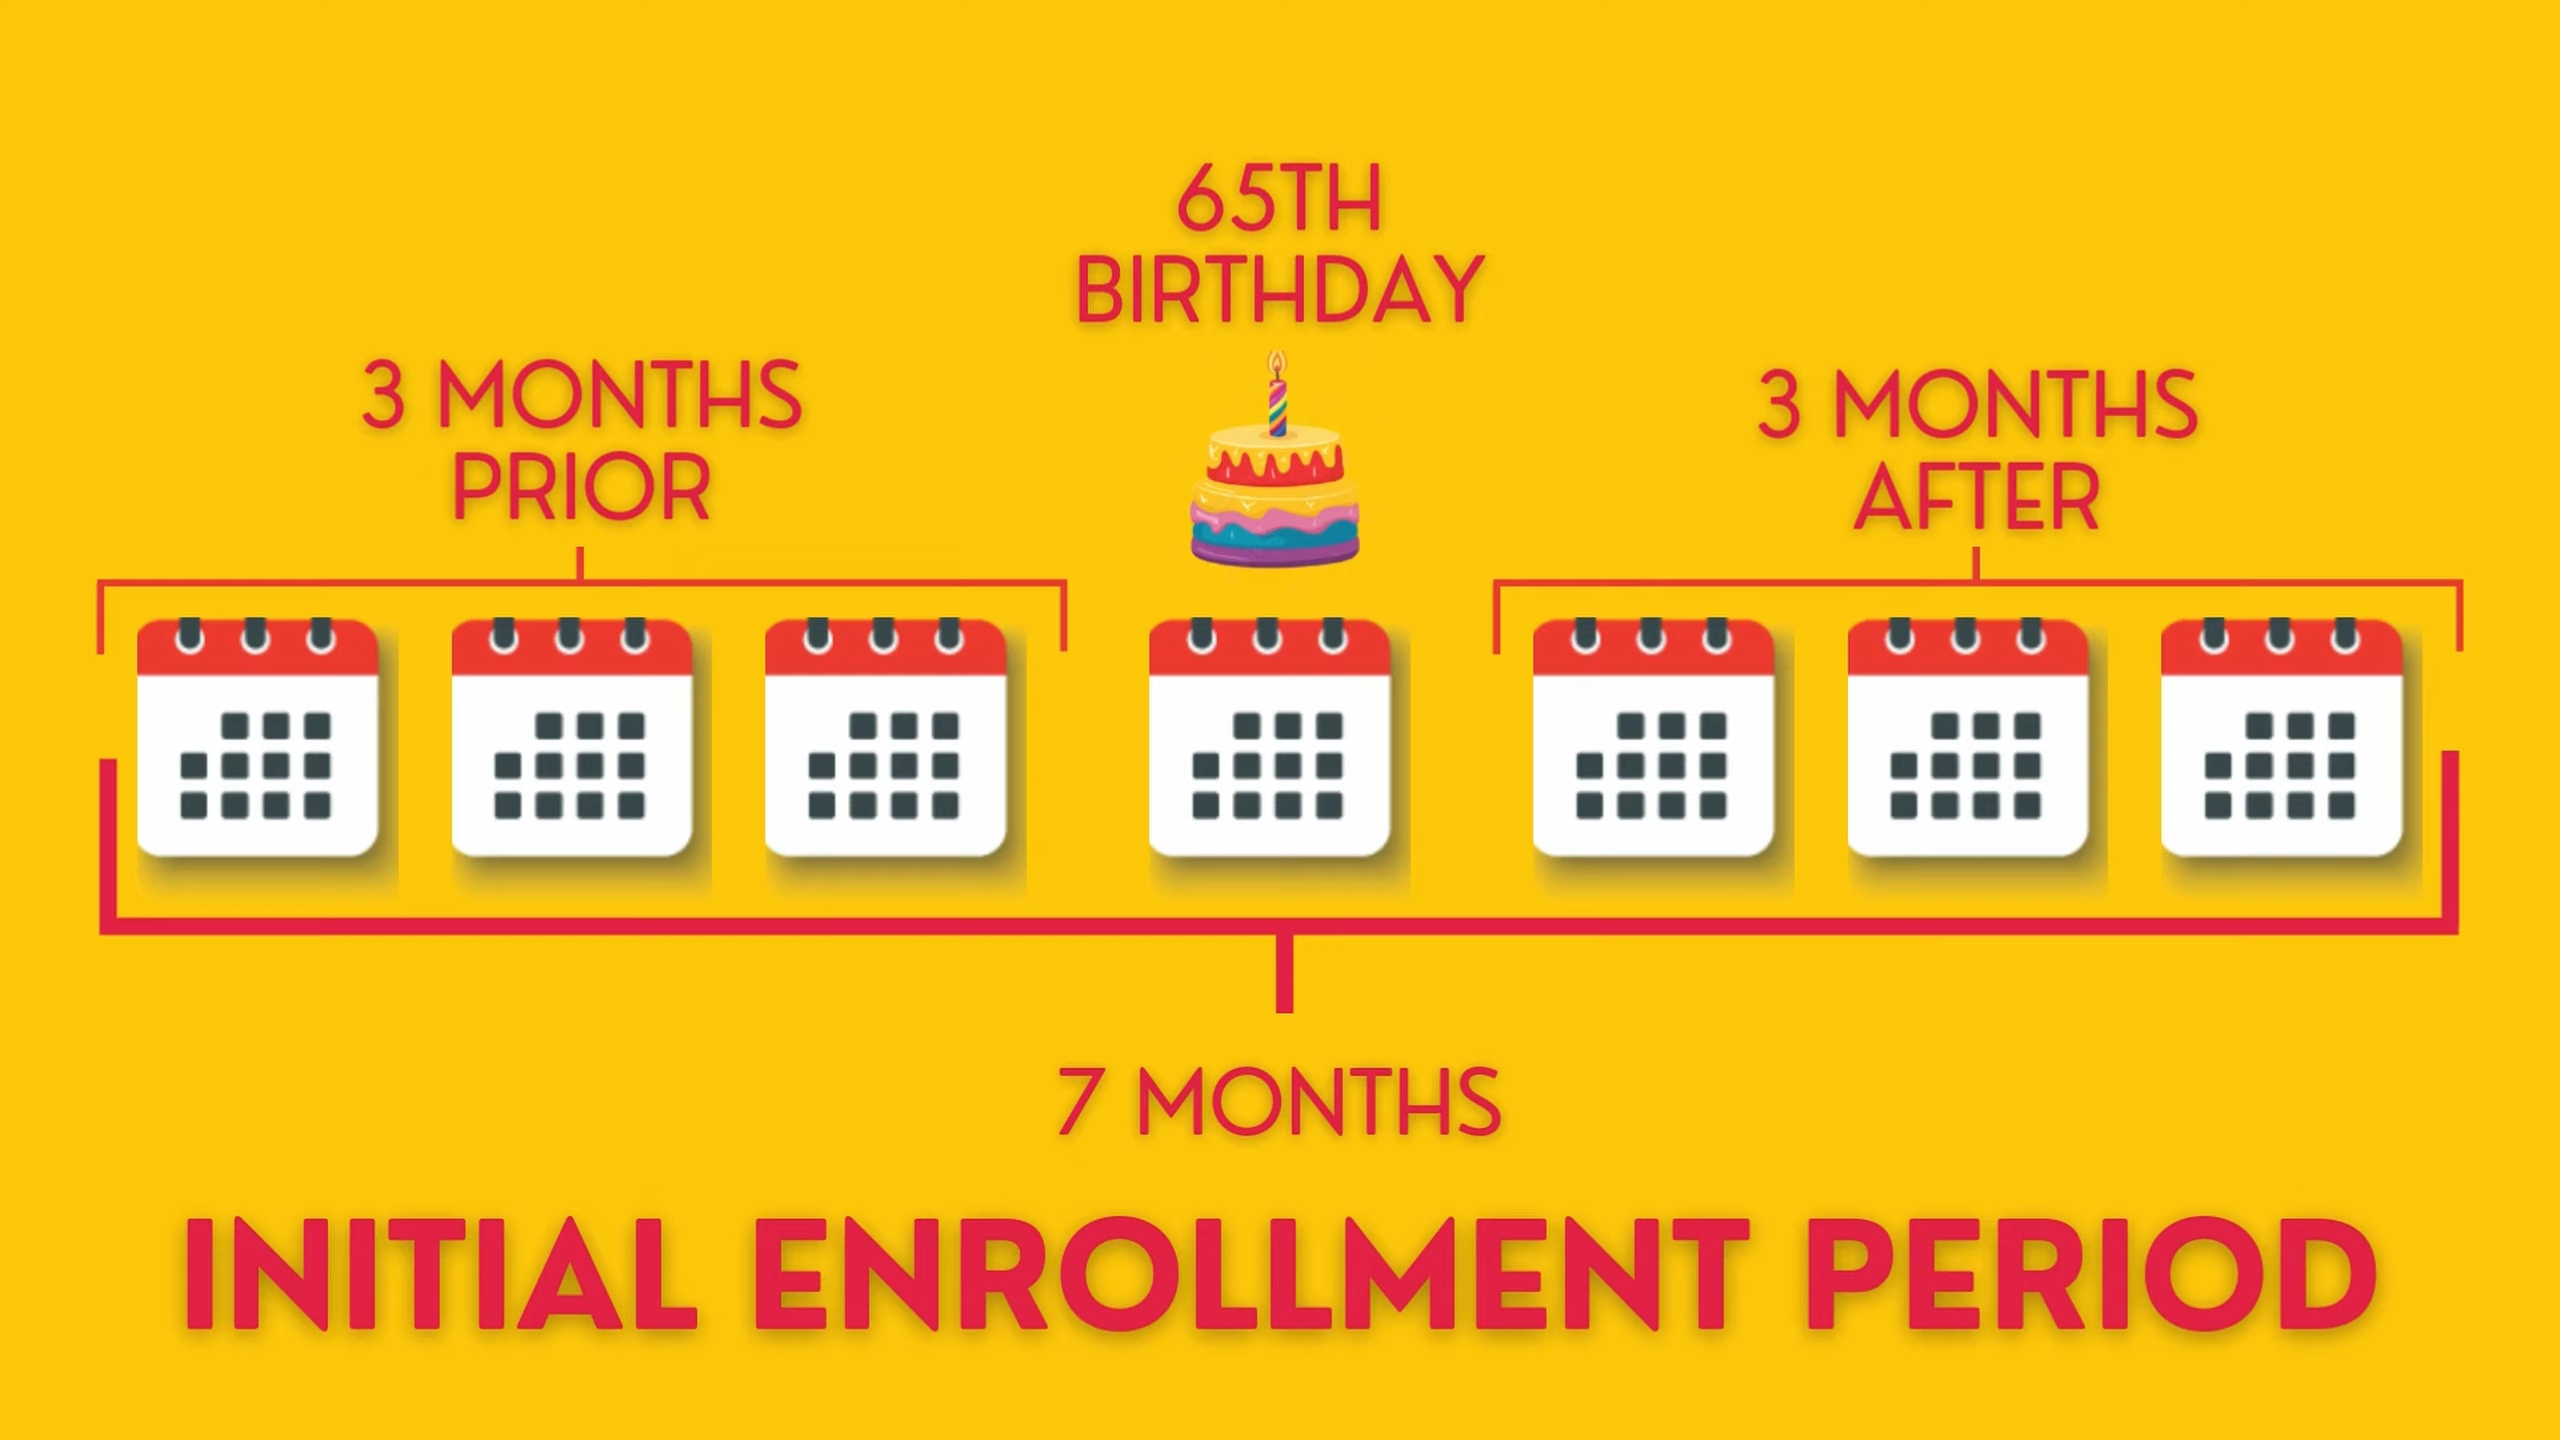 65TH
BIRTHDAY
3 MONTHS
PRIOR
3 MONTHS
AFTER
7 MONTHS
INITIAL ENROLLMENT PERIOD